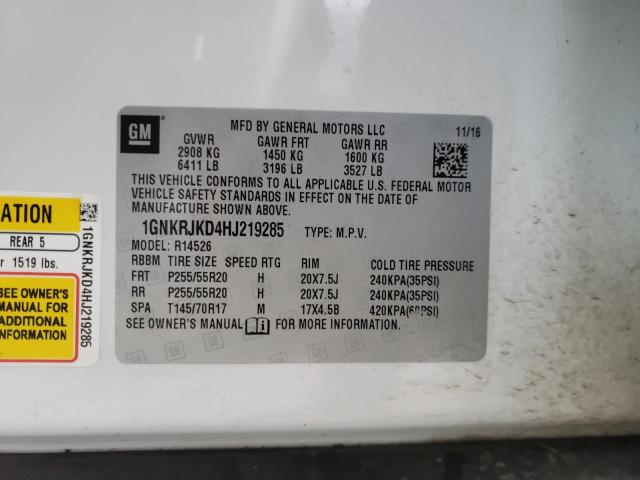 GM
MFD BY GENERAL MOTORS LLC
11/16
GVWR GAWR FRT GAWR RR
2908 KG 1450 KG 1600 KG
6411 LB 3196 LB 3527 LB
THIS VEHICLE CONFORMS TO ALL APPLICABLE U.S. FEDERAL MOTOR
VEHICLE SAFETY STANDARDS IN EFFECT ON THE DATE OF
MANUFACTURE SHOWN ABOVE.
1GNKRJKD4HJ219285 TYPE: M.P.V.
MODEL: R14526
RBBM TIRE SIZE SPEED RTG RIM COLD TIRE PRESSURE
FRT P255/55R20 H 20X7.5J 240KPA(35PSI)
RR P255/55R20 H 20X7.5J 240KPA(35PSI)
SPA T145/70R17 M 17X4.5B 420KPA(60PSI)
SEE OWNER'S MANUAL FOR MORE INFORMATION.
ATION
REAR 5
r 1519 lbs.
SEE OWNER'S
MANUAL FOR
ADDITIONAL
INFORMATION
1GNKRJKD4HJ219285